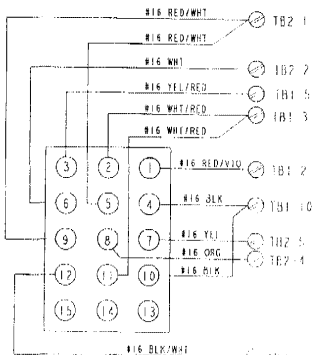 #16 RED/WHT
TB2 1
#16 RED/WHT
#16 WHT
TB2 2
#16 YEL/RED
TB1 5
#16 WHT/RED
TB1 3
#16 WHT/RED
3 2 1
#16 RED/VIO
TB1 2
6 5 4
#16 BLK
TB1 10
9 8 7
#16 YEL
TB2-5
#16 ORG
TB2-4
12 11 10
#16 BLK
15 14 13
#16 BLK/WHT